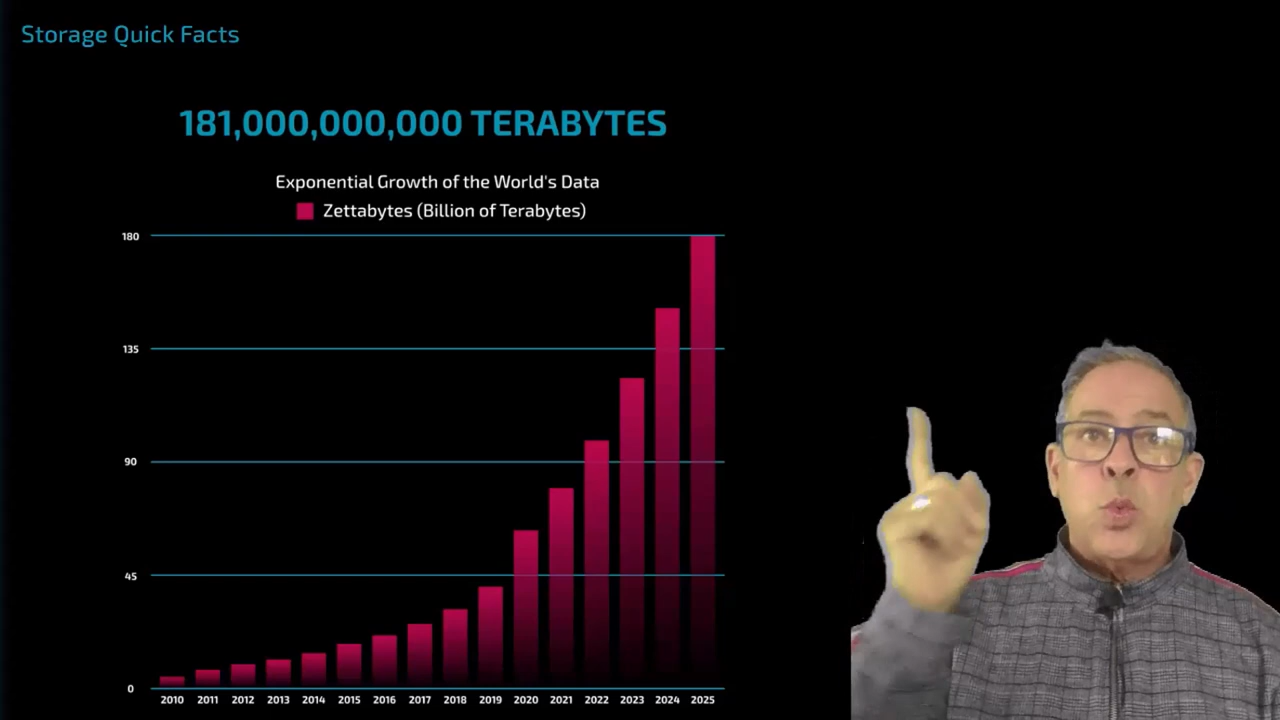 Storage Quick Facts
181,000,000,000 TERABYTES
Exponential Growth of the World's Data
Zettabytes (Billion of Terabytes)
180
135
90
45
0
2010 2011 2012 2013 2014 2015 2016 2017 2018 2019 2020 2021 2022 2023 2024 2025